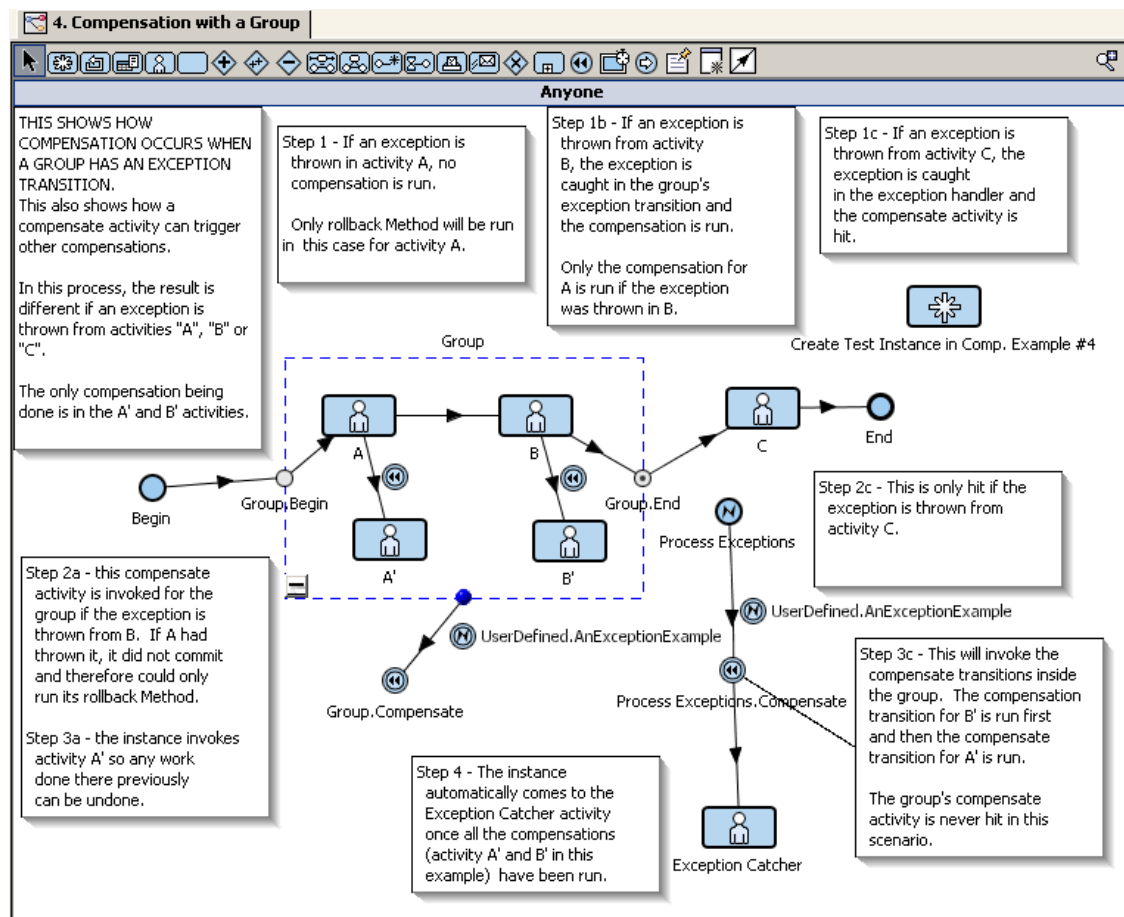 4. Compensation with a Group
Anyone
THIS SHOWS HOW
COMPENSATION OCCURS WHEN
A GROUP HAS AN EXCEPTION
TRANSITION.
This also shows how a
compensate activity can trigger
other compensations.
In this process, the result is
different if an exception is
thrown from activities "A", "B" or
"C".
The only compensation being
done is in the A' and B' activities.
Step 1 - If an exception is
thrown in activity A, no
compensation is run.
Only rollback Method will be run
in this case for activity A.
Step 1b - If an exception is
thrown from activity
B, the exception is
caught in the group's
exception transition and
the compensation is run.
Only the compensation for
A is run if the exception
was thrown in B.
Step 1c - If an exception is
thrown from activity C, the
exception is caught
in the exception handler and
the compensate activity is
hit.
Create Test Instance in Comp. Example #4
Group
A
B
C
End
Begin
Group.Begin
Group.End
A'
B'
Process Exceptions
Step 2c - This is only hit if the
exception is thrown from
activity C.
Step 2a - this compensate
activity is invoked for the
group if the exception is
thrown from B. If A had
thrown it, it did not commit
and therefore could only
run its rollback Method.
Step 3a - the instance invokes
activity A' so any work
done there previously
can be undone.
UserDefined.AnExceptionExample
UserDefined.AnExceptionExample
Group.Compensate
Process Exceptions.Compensate
Step 3c - This will invoke the
compensate transitions inside
the group. The compensation
transition for B' is run first
and then the compensate
transition for A' is run.
The group's compensate
activity is never hit in this
scenario.
Step 4 - The instance
automatically comes to the
Exception Catcher activity
once all the compensations
(activity A' and B' in this
example) have been run.
Exception Catcher